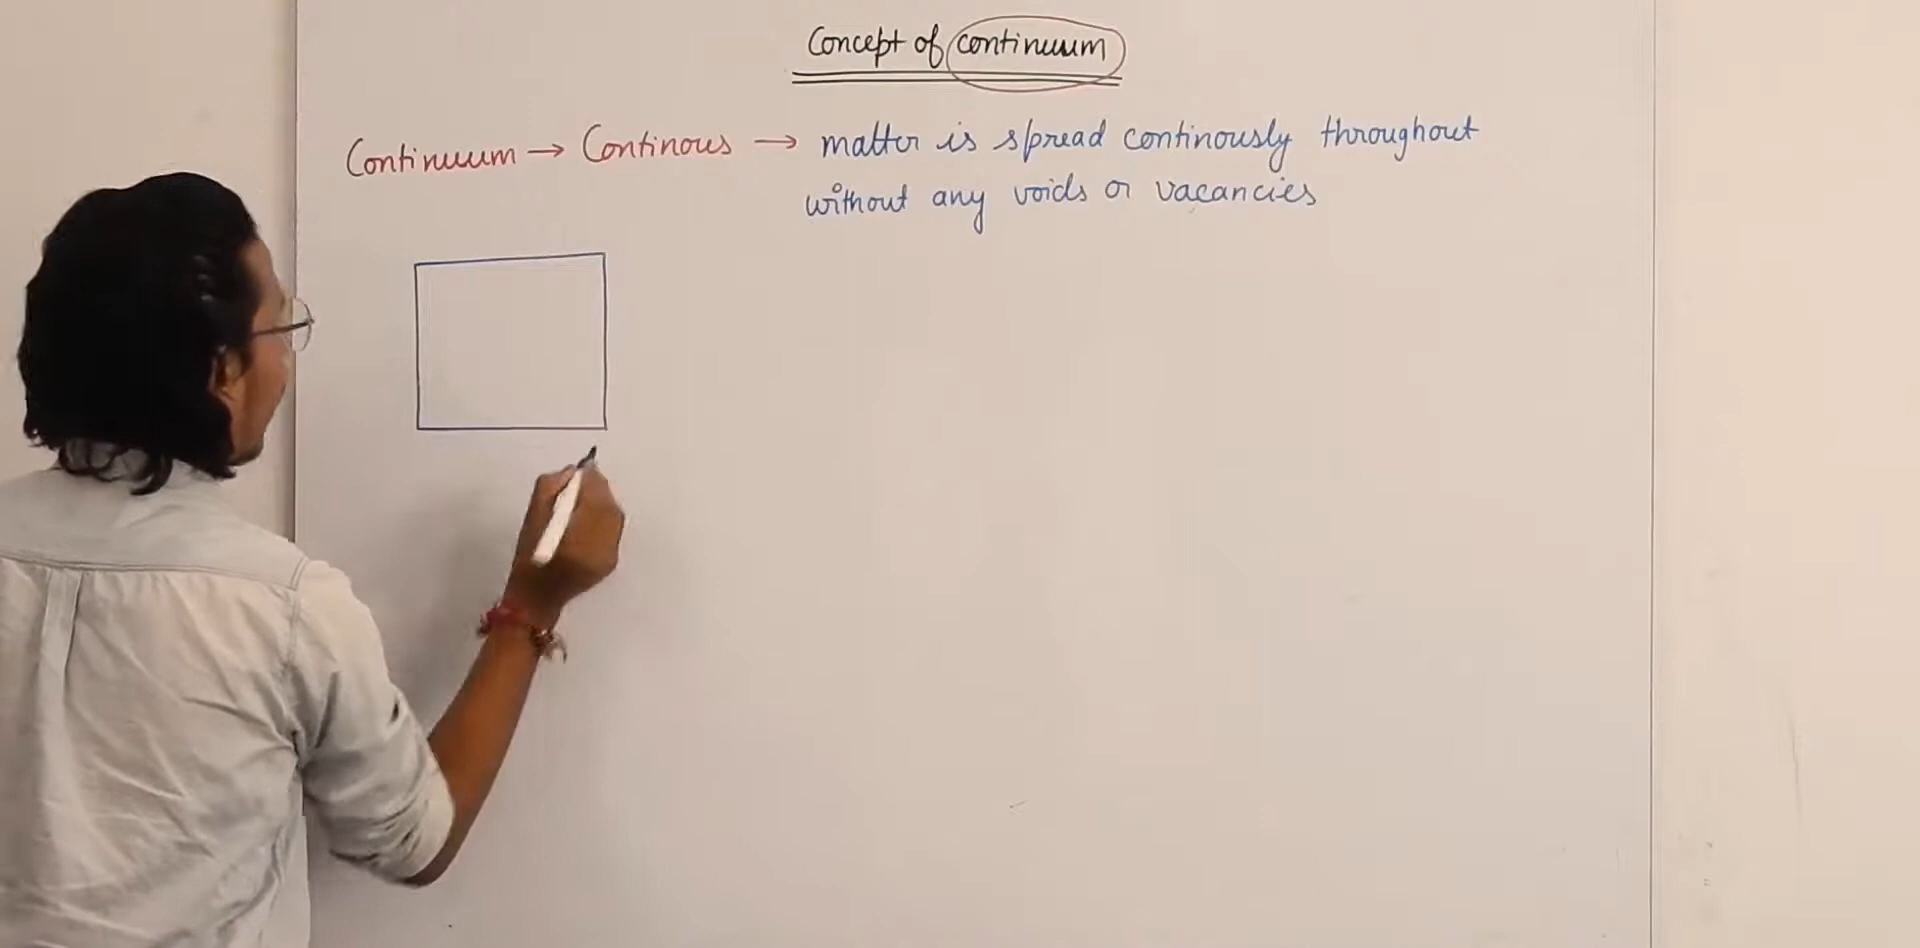 Concept of continuum
Continuum → Continous → matter is spread continously throughout
without any voids or vacancies